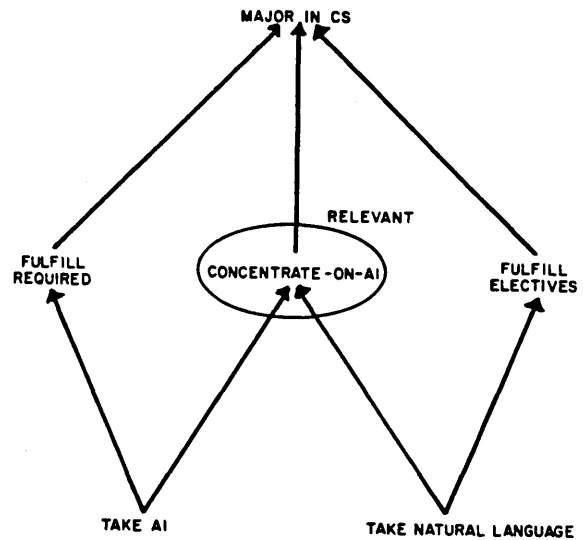 MAJOR IN CS
RELEVANT
FULFILL
REQUIRED
CONCENTRATE-ON-AI
FULFILL
ELECTIVES
TAKE AI
TAKE NATURAL LANGUAGE